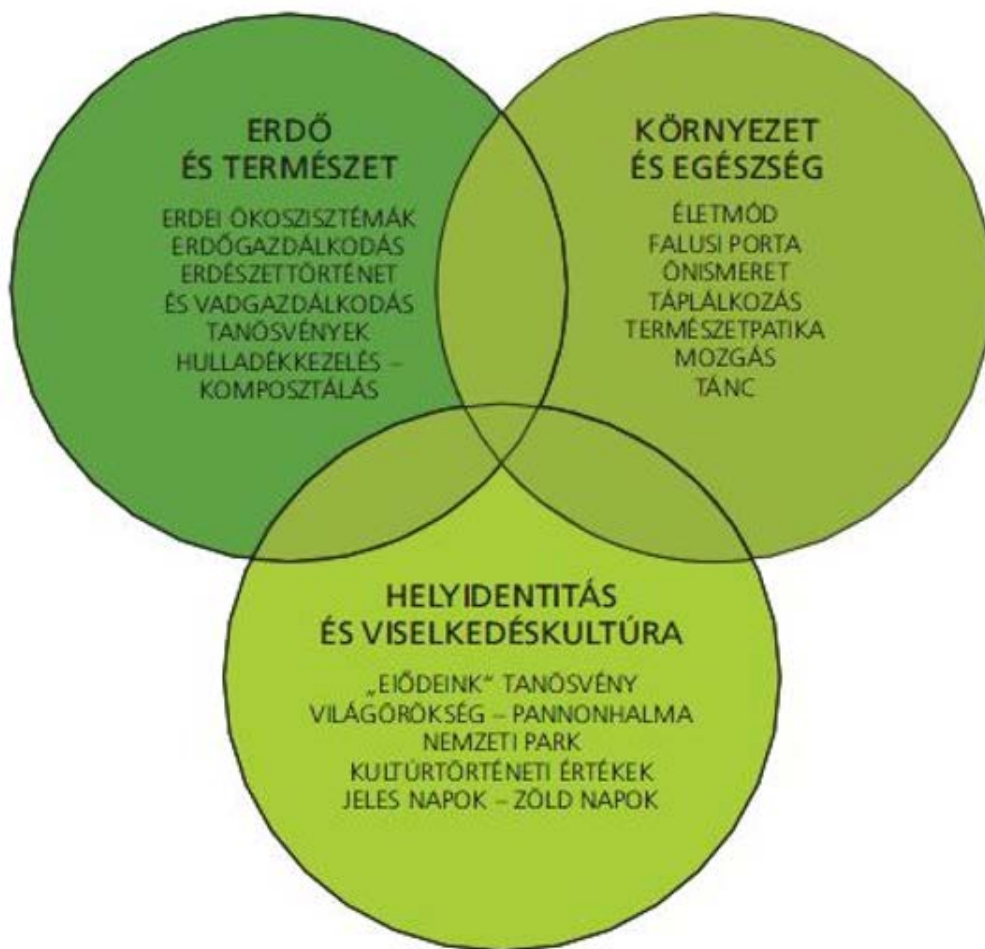 ERDŐ
ÉS TERMÉSZET
ERDEI ÖKOSZISZTÉMÁK
ERDŐGAZDÁLKODÁS
ERDÉSZETTÖRTÉNET
ÉS VADGAZDÁLKODÁS
TANÖSVÉNYEK
HULLADÉKKEZELÉS –
KOMPOSZTÁLÁS
KÖRNYEZET
ÉS EGÉSZSÉG
ÉLETMÓD
FALUSI PORTA
ÖNISMERET
TÁPLÁLKOZÁS
TERMÉSZETPATIKA
MOZGÁS
TÁNC
HELYIDENTITÁS
ÉS VISELKEDÉSKULTÚRA
„ELŐDEINK“ TANÖSVÉNY
VILÁGÖRÖKSÉG – PANNONHALMA
NEMZETI PARK
KULTÚRTÖRTÉNETI ÉRTÉKEK
JELES NAPOK – ZÖLD NAPOK